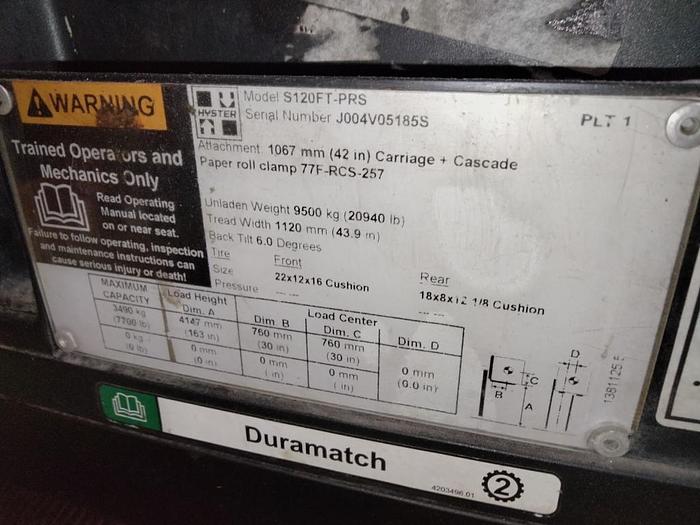 WARNING
Trained Operators and
Mechanics Only
Read Operating
Manual located
on or near seat.
Failure to follow operating, inspection
and maintenance instructions can
cause serious injury or death!
HYSTER
Model S120FT-PRS
Serial Number J004V05185S
PLT 1
Attachment 1067 mm (42 in) Carriage + Cascade
Paper roll clamp 77F-RCS-257
Unladen Weight 9500 kg (20940 lb)
Tread Width 1120 mm (43.9 in)
Back Tilt 6.0 Degrees
Tire Front Rear
Size 22x12x16 Cushion 18x8x12 1/8 Cushion
Pressure --- --- --- ---
MAXIMUM CAPACITY Load Height Dim. A Load Center Dim. B Dim. C Dim. D
3490 kg (7700 lb) 4147 mm (163 in) 760 mm (30 in) 760 mm (30 in) 0 mm (0.0 in)
0 kg (0 lb) 0 mm (0 in) 0 mm ( in) 0 mm ( in)
D
B C
A
1381125
Duramatch
4203496.01
2